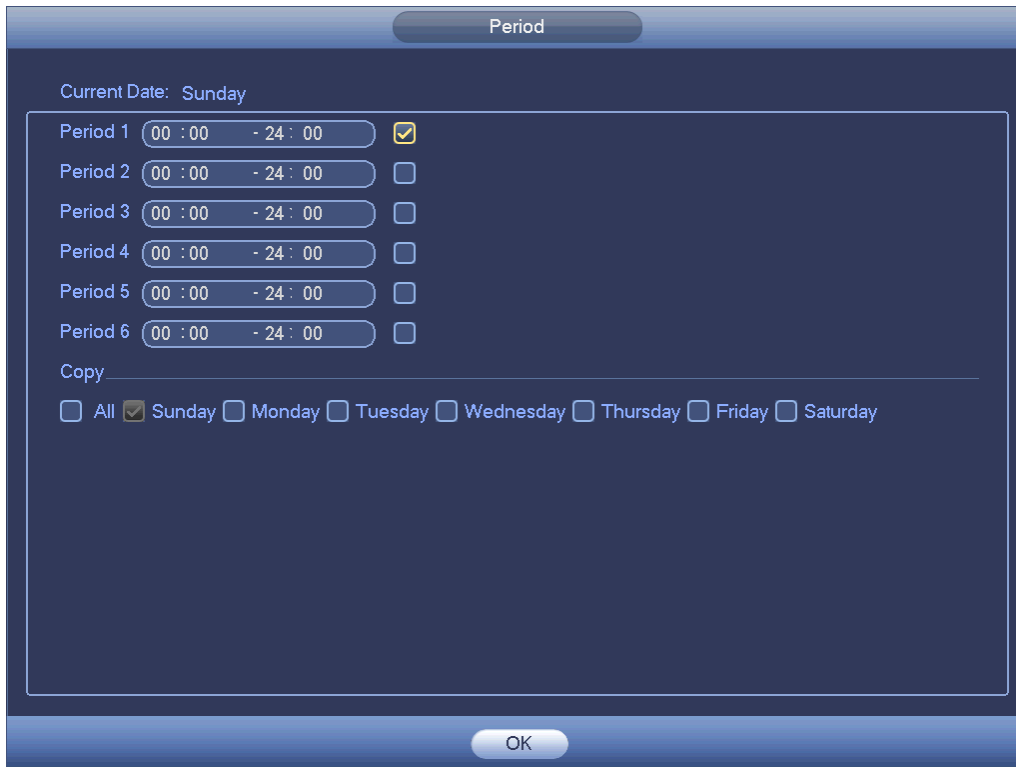 Period
Current Date: Sunday
Period 1 00 :00 - 24 : 00
Period 2 00 :00 - 24 : 00
Period 3 00 :00 - 24 : 00
Period 4 00 :00 - 24 : 00
Period 5 00 :00 - 24 : 00
Period 6 00 :00 - 24 : 00
Copy
All Sunday Monday Tuesday Wednesday Thursday Friday Saturday
OK